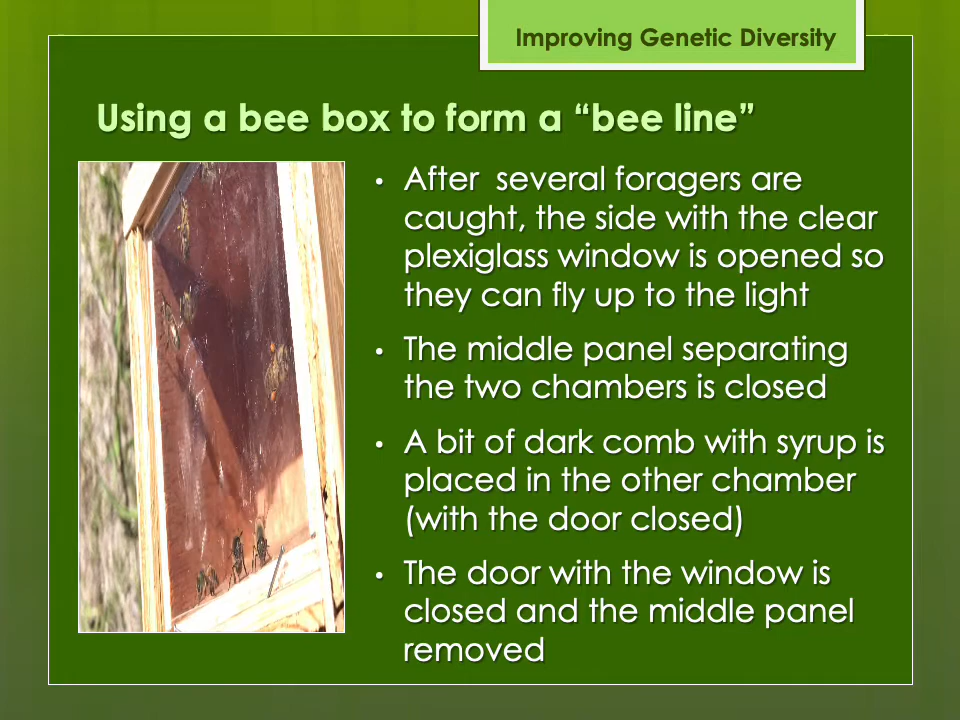 Improving Genetic Diversity
Using a bee box to form a “bee line”
• After several foragers are
caught, the side with the clear
plexiglass window is opened so
they can fly up to the light
• The middle panel separating
the two chambers is closed
• A bit of dark comb with syrup is
placed in the other chamber
(with the door closed)
• The door with the window is
closed and the middle panel
removed